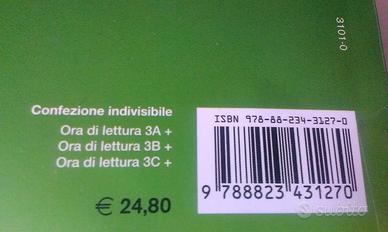 3101-0
Confezione indivisibile
Ora di lettura 3A +
Ora di lettura 3B +
Ora di lettura 3C +
€ 24,80
ISBN 978-88-234-3127-0
9 788823 431270
subito